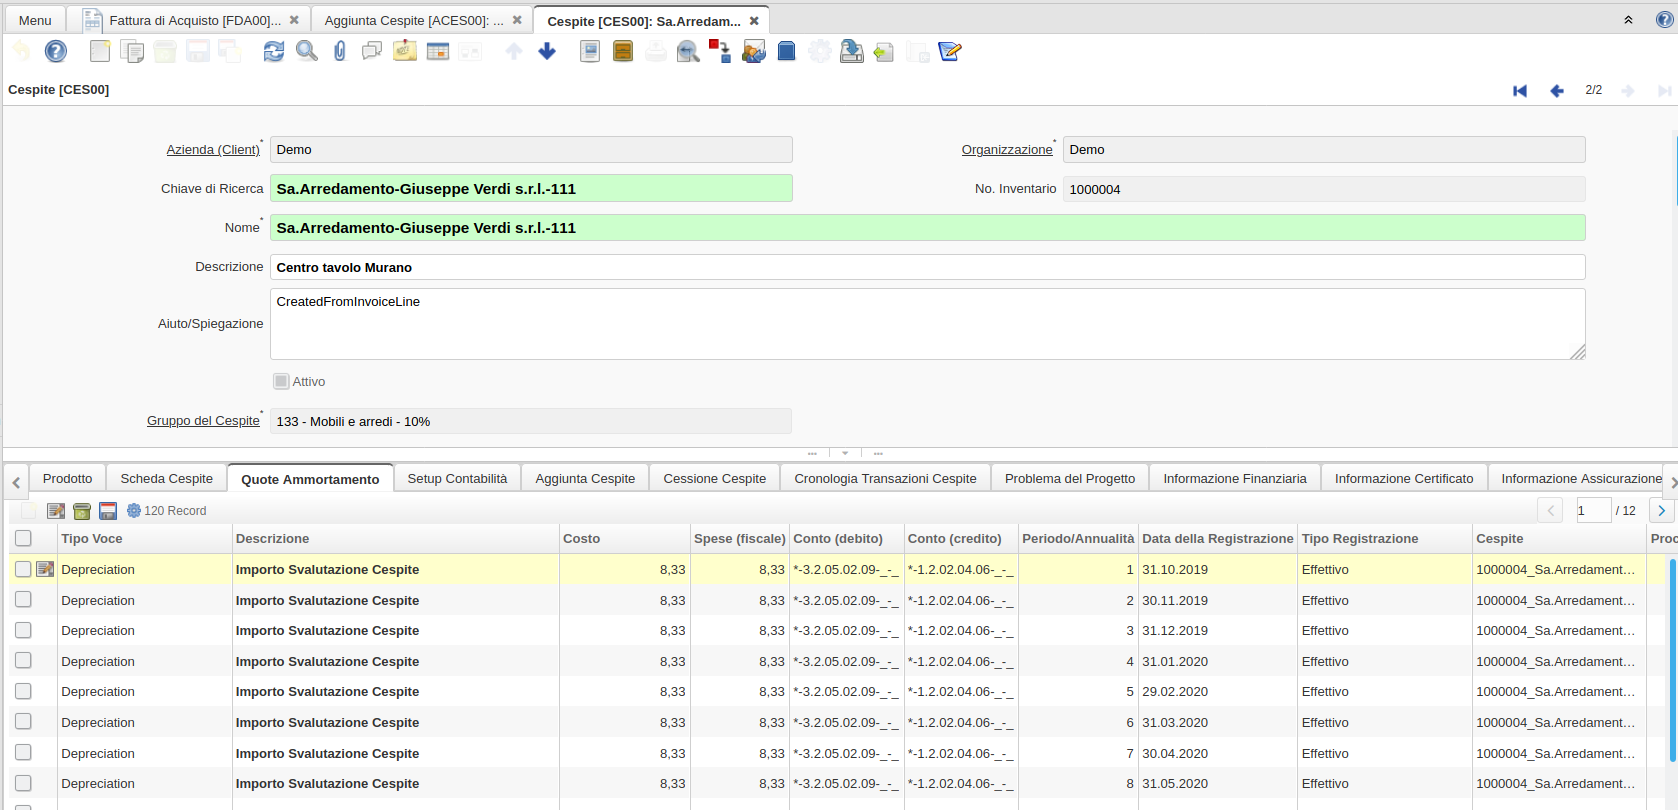 Menu Fattura di Acquisto [FDA00]... Aggiunta Cespite [ACES00]: ... Cespite [CES00]: Sa.Arredam...
Cespite [CES00] 2/2
Azienda (Client)* Demo Organizzazione* Demo
Chiave di Ricerca Sa.Arredamento-Giuseppe Verdi s.r.l.-111 No. Inventario 1000004
Nome* Sa.Arredamento-Giuseppe Verdi s.r.l.-111
Descrizione Centro tavolo Murano
Aiuto/Spiegazione CreatedFromInvoiceLine
Attivo
Gruppo del Cespite* 133 - Mobili e arredi - 10%
Prodotto Scheda Cespite Quote Ammortamento Setup Contabilità Aggiunta Cespite Cessione Cespite Cronologia Transazioni Cespite Problema del Progetto Informazione Finanziaria Informazione Certificato Informazione Assicurazione
120 Record 1 / 12
Tipo Voce Descrizione Costo Spese (fiscale) Conto (debito) Conto (credito) Periodo/Annualità Data della Registrazione Tipo Registrazione Cespite Proc
Depreciation Importo Svalutazione Cespite 8,33 8,33 *-3.2.05.02.09-_-_ *-1.2.02.04.06-_-_ 1 31.10.2019 Effettivo 1000004_Sa.Arredament...
Depreciation Importo Svalutazione Cespite 8,33 8,33 *-3.2.05.02.09-_-_ *-1.2.02.04.06-_-_ 2 30.11.2019 Effettivo 1000004_Sa.Arredament...
Depreciation Importo Svalutazione Cespite 8,33 8,33 *-3.2.05.02.09-_-_ *-1.2.02.04.06-_-_ 3 31.12.2019 Effettivo 1000004_Sa.Arredament...
Depreciation Importo Svalutazione Cespite 8,33 8,33 *-3.2.05.02.09-_-_ *-1.2.02.04.06-_-_ 4 31.01.2020 Effettivo 1000004_Sa.Arredament...
Depreciation Importo Svalutazione Cespite 8,33 8,33 *-3.2.05.02.09-_-_ *-1.2.02.04.06-_-_ 5 29.02.2020 Effettivo 1000004_Sa.Arredament...
Depreciation Importo Svalutazione Cespite 8,33 8,33 *-3.2.05.02.09-_-_ *-1.2.02.04.06-_-_ 6 31.03.2020 Effettivo 1000004_Sa.Arredament...
Depreciation Importo Svalutazione Cespite 8,33 8,33 *-3.2.05.02.09-_-_ *-1.2.02.04.06-_-_ 7 30.04.2020 Effettivo 1000004_Sa.Arredament...
Depreciation Importo Svalutazione Cespite 8,33 8,33 *-3.2.05.02.09-_-_ *-1.2.02.04.06-_-_ 8 31.05.2020 Effettivo 1000004_Sa.Arredament...